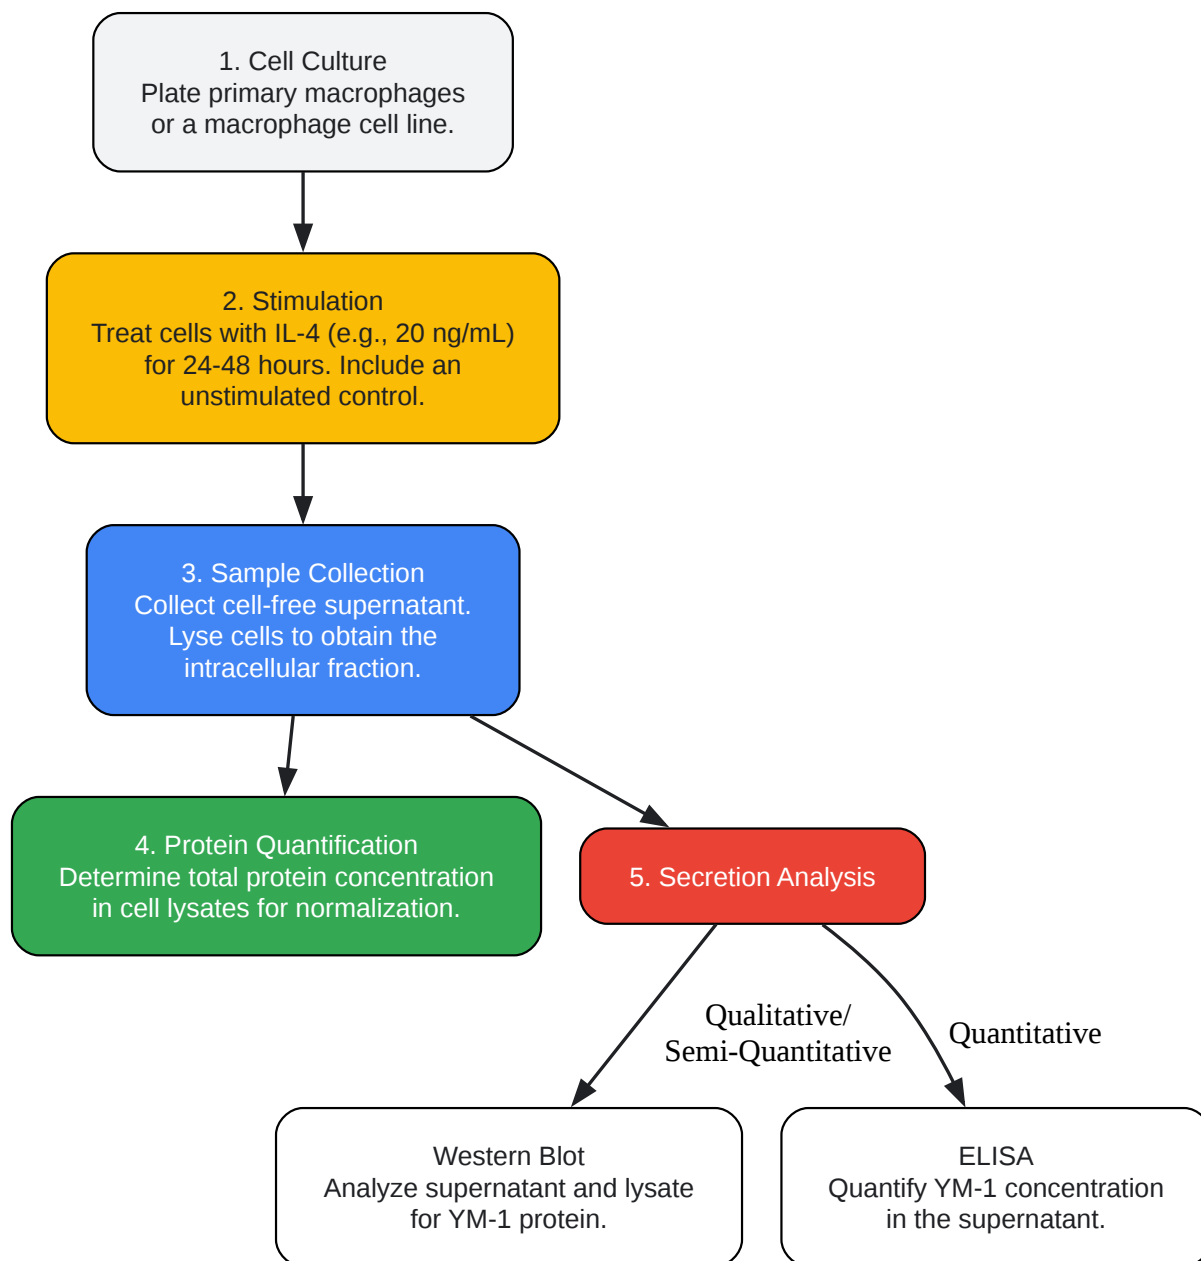 1. Cell Culture
Plate primary macrophages
or a macrophage cell line.
2. Stimulation
Treat cells with IL-4 (e.g., 20 ng/mL)
for 24-48 hours. Include an
unstimulated control.
3. Sample Collection
Collect cell-free supernatant.
Lyse cells to obtain the
intracellular fraction.
4. Protein Quantification
Determine total protein concentration
in cell lysates for normalization.
5. Secretion Analysis
Qualitative/
Semi-Quantitative
Quantitative
Western Blot
Analyze supernatant and lysate
for YM-1 protein.
ELISA
Quantify YM-1 concentration
in the supernatant.